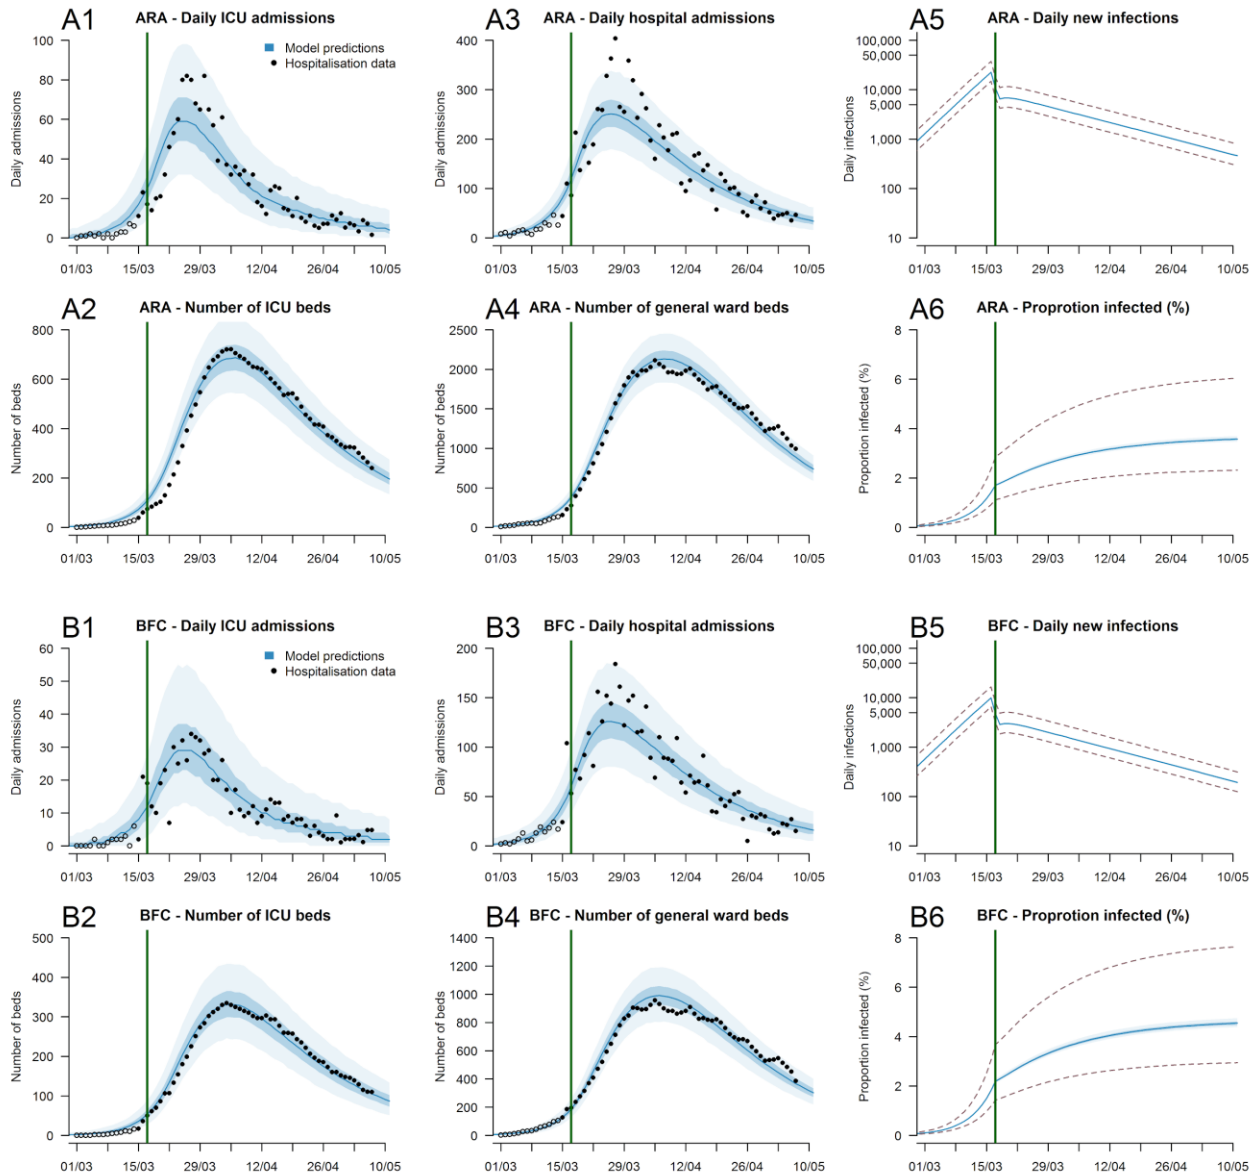 A1
ARA - Daily ICU admissions
Daily admissions
100
80
60
40
20
0
Model predictions
Hospitalisation data
01/03 15/03 29/03 12/04 26/04 10/05
A3
ARA - Daily hospital admissions
Daily admissions
400
300
200
100
0
01/03 15/03 29/03 12/04 26/04 10/05
A5
ARA - Daily new infections
Daily infections
100,000
50,000
10,000
5,000
1,000
100
10
01/03 15/03 29/03 12/04 26/04 10/05
A2
ARA - Number of ICU beds
Number of beds
800
600
400
200
0
01/03 15/03 29/03 12/04 26/04 10/05
A4
ARA - Number of general ward beds
Number of beds
2500
2000
1500
1000
500
0
01/03 15/03 29/03 12/04 26/04 10/05
A6
ARA - Proprotion infected (%)
Proportion infected (%)
8
6
4
2
0
01/03 15/03 29/03 12/04 26/04 10/05
B1
BFC - Daily ICU admissions
Daily admissions
60
50
40
30
20
10
0
Model predictions
Hospitalisation data
01/03 15/03 29/03 12/04 26/04 10/05
B3
BFC - Daily hospital admissions
Daily admissions
200
150
100
50
0
01/03 15/03 29/03 12/04 26/04 10/05
B5
BFC - Daily new infections
Daily infections
100,000
50,000
10,000
5,000
1,000
100
10
01/03 15/03 29/03 12/04 26/04 10/05
B2
BFC - Number of ICU beds
Number of beds
500
400
300
200
100
0
01/03 15/03 29/03 12/04 26/04 10/05
B4
BFC - Number of general ward beds
Number of beds
1400
1200
1000
800
600
400
200
0
01/03 15/03 29/03 12/04 26/04 10/05
B6
BFC - Proprotion infected (%)
Proportion infected (%)
8
6
4
2
0
01/03 15/03 29/03 12/04 26/04 10/05